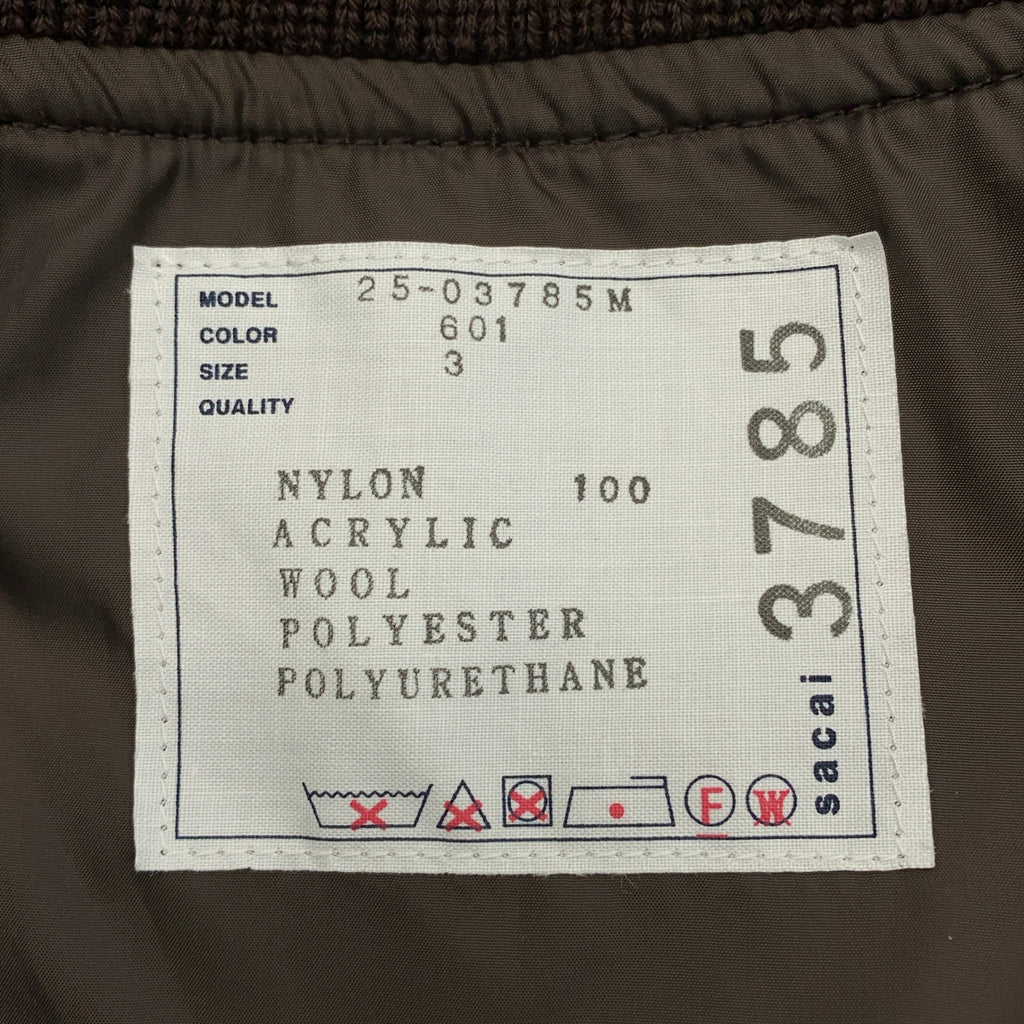 MODEL 25-03785M
COLOR 601
SIZE 3
QUALITY
NYLON 100
ACRYLIC
WOOL
POLYESTER
POLYURETHANE
F W
sacai 3785